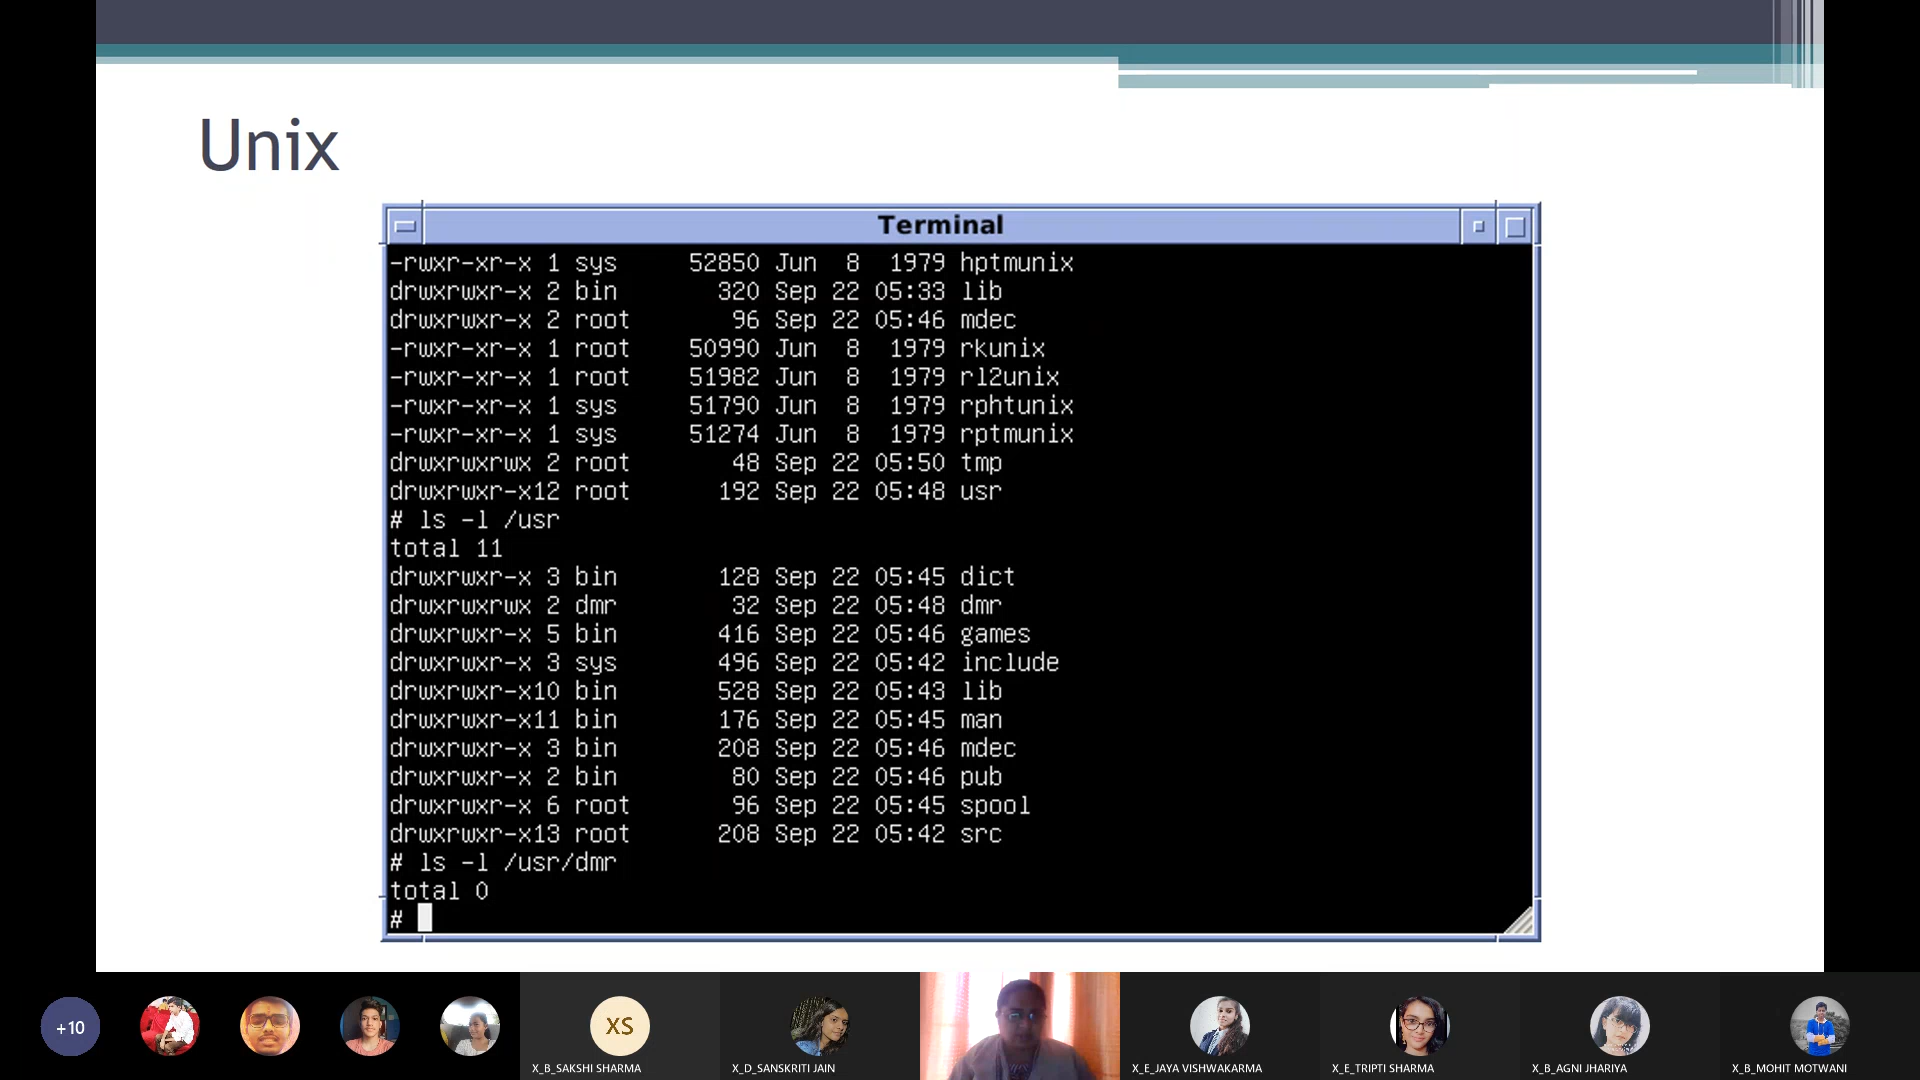 Unix
Terminal
-rwxr-xr-x 1 sys     52850 Jun  8  1979 hptmunix
drwxrwxr-x 2 bin       320 Sep 22 05:33 lib
drwxrwxr-x 2 root       96 Sep 22 05:46 mdec
-rwxr-xr-x 1 root    50990 Jun  8  1979 rkunix
-rwxr-xr-x 1 root    51982 Jun  8  1979 rl2unix
-rwxr-xr-x 1 sys     51790 Jun  8  1979 rphtunix
-rwxr-xr-x 1 sys     51274 Jun  8  1979 rptmunix
drwxrwxrwx 2 root       48 Sep 22 05:50 tmp
drwxrwxr-x12 root      192 Sep 22 05:48 usr
# ls -l /usr
total 11
drwxrwxr-x 3 bin       128 Sep 22 05:45 dict
drwxrwxrwx 2 dmr        32 Sep 22 05:48 dmr
drwxrwxr-x 5 bin       416 Sep 22 05:46 games
drwxrwxr-x 3 sys       496 Sep 22 05:42 include
drwxrwxr-x10 bin       528 Sep 22 05:43 lib
drwxrwxr-x11 bin       176 Sep 22 05:45 man
drwxrwxr-x 3 bin       208 Sep 22 05:46 mdec
drwxrwxr-x 2 bin        80 Sep 22 05:46 pub
drwxrwxr-x 6 root       96 Sep 22 05:45 spool
drwxrwxr-x13 root      208 Sep 22 05:42 src
# ls -l /usr/dmr
total 0
#
+10
XS
X_B_SAKSHI SHARMA
X_D_SANSKRITI JAIN
X_E_JAYA VISHWAKARMA
X_E_TRIPTI SHARMA
X_B_AGNI JHARIYA
X_B_MOHIT MOTWANI